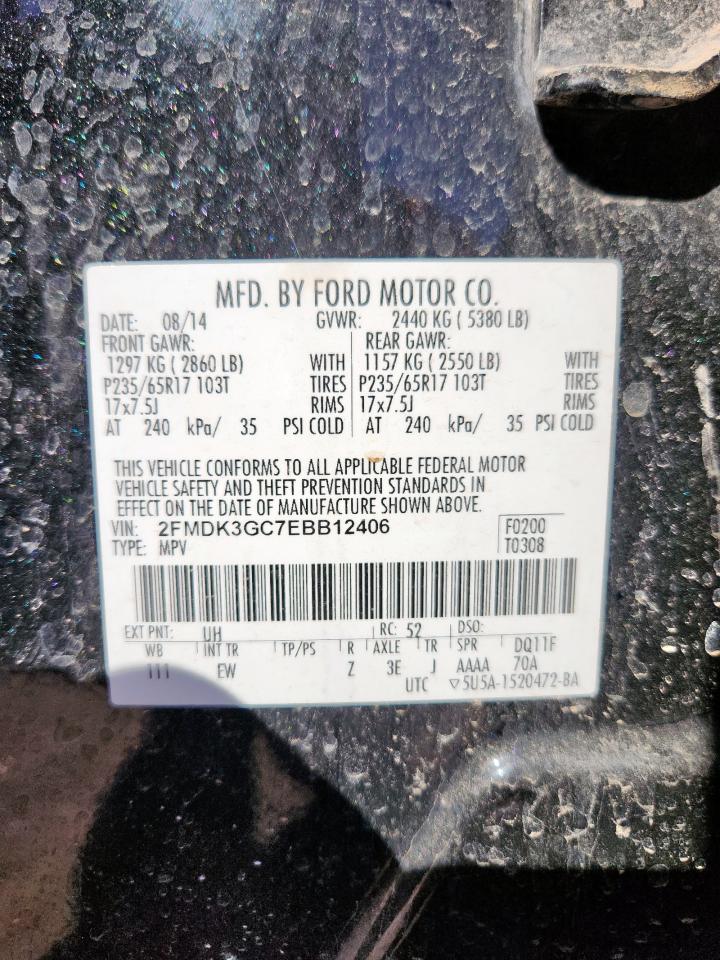 MFD. BY FORD MOTOR CO.
DATE: 08/14 GVWR: 2440 KG ( 5380 LB)
FRONT GAWR: REAR GAWR:
1297 KG ( 2860 LB) WITH 1157 KG ( 2550 LB) WITH
P235/65R17 103T TIRES P235/65R17 103T TIRES
17x7.5J RIMS 17x7.5J RIMS
AT 240 kPa/ 35 PSI COLD AT 240 kPa/ 35 PSI COLD
THIS VEHICLE CONFORMS TO ALL APPLICABLE FEDERAL MOTOR
VEHICLE SAFETY AND THEFT PREVENTION STANDARDS IN
EFFECT ON THE DATE OF MANUFACTURE SHOWN ABOVE.
VIN: 2FMDK3GC7EBB12406 F0200
TYPE: MPV T0308
EXT PNT: UH RC: 52 DSO:
WB INT TR TP/PS R AXLE TR SPR DQ11F
111 EW Z 3E J AAAA 70A
UTC ▽5U5A-1520472-BA